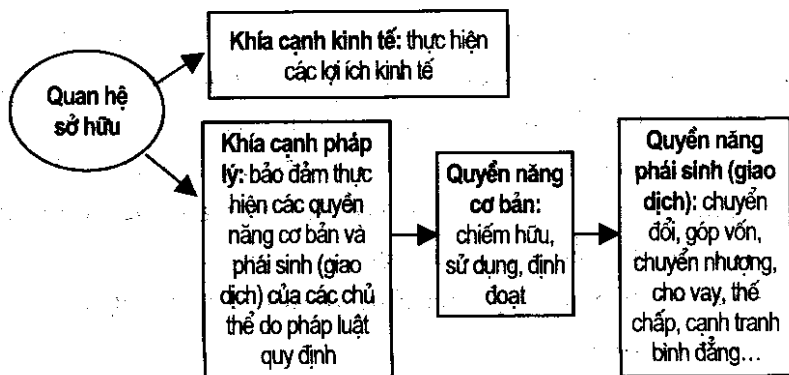 Khía cạnh kinh tế: thực hiện
các lợi ích kinh tế
Quan hệ
sở hữu
Khía cạnh pháp
lý: bảo đảm thực
hiện các quyền
năng cơ bản và
phái sinh (giao
dịch) của các chủ
thể do pháp luật
quy định
Quyền năng
cơ bản:
chiếm hữu,
sử dụng, định
đoạt
Quyền năng
phái sinh (giao
dịch): chuyển
đổi, góp vốn,
chuyển nhượng,
cho vay, thế
chấp, cạnh tranh
bình đẳng...